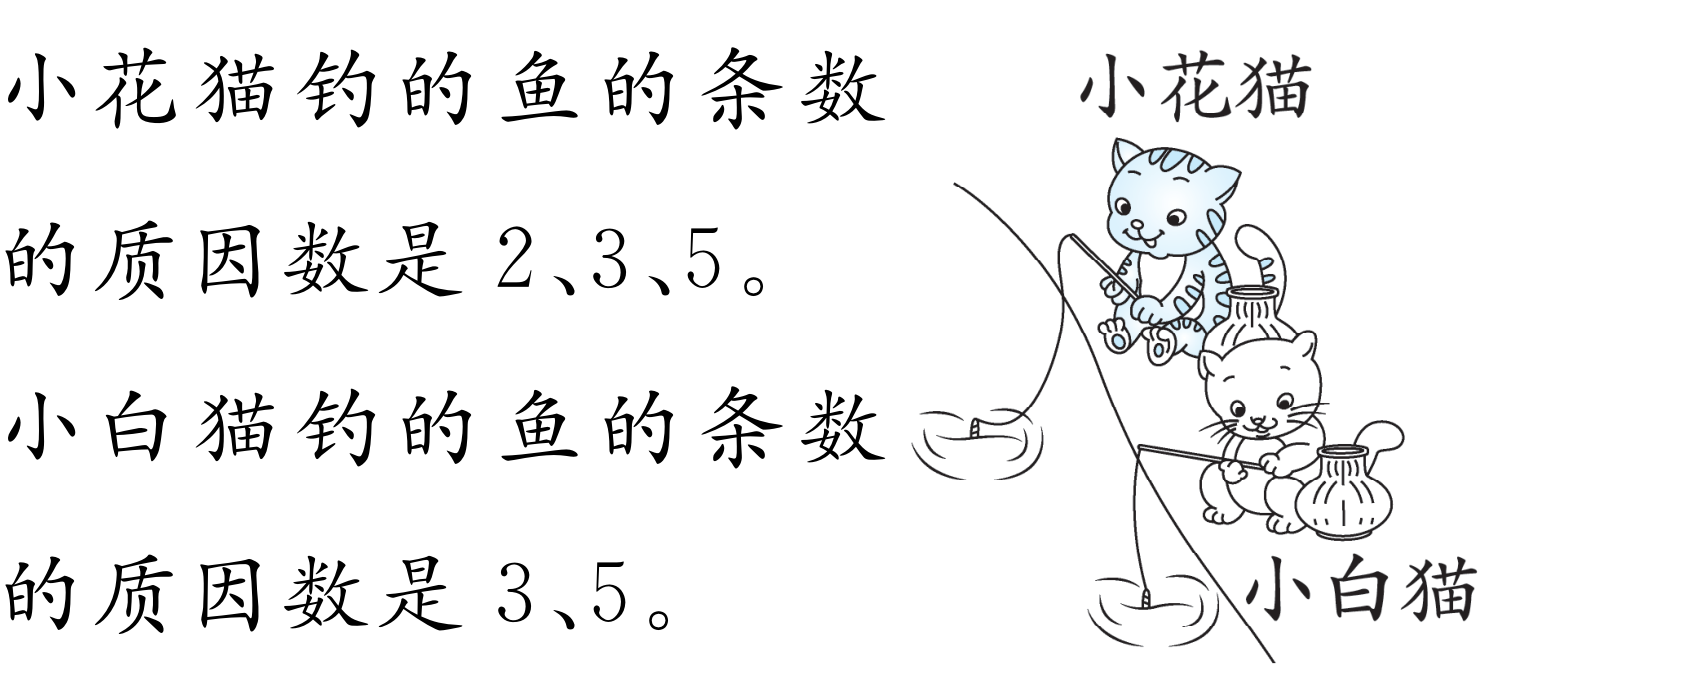 小花猫钓的鱼的条数
的质因数是 2、3、5。
小白猫钓的鱼的条数
的质因数是 3、5。
小花猫
小白猫